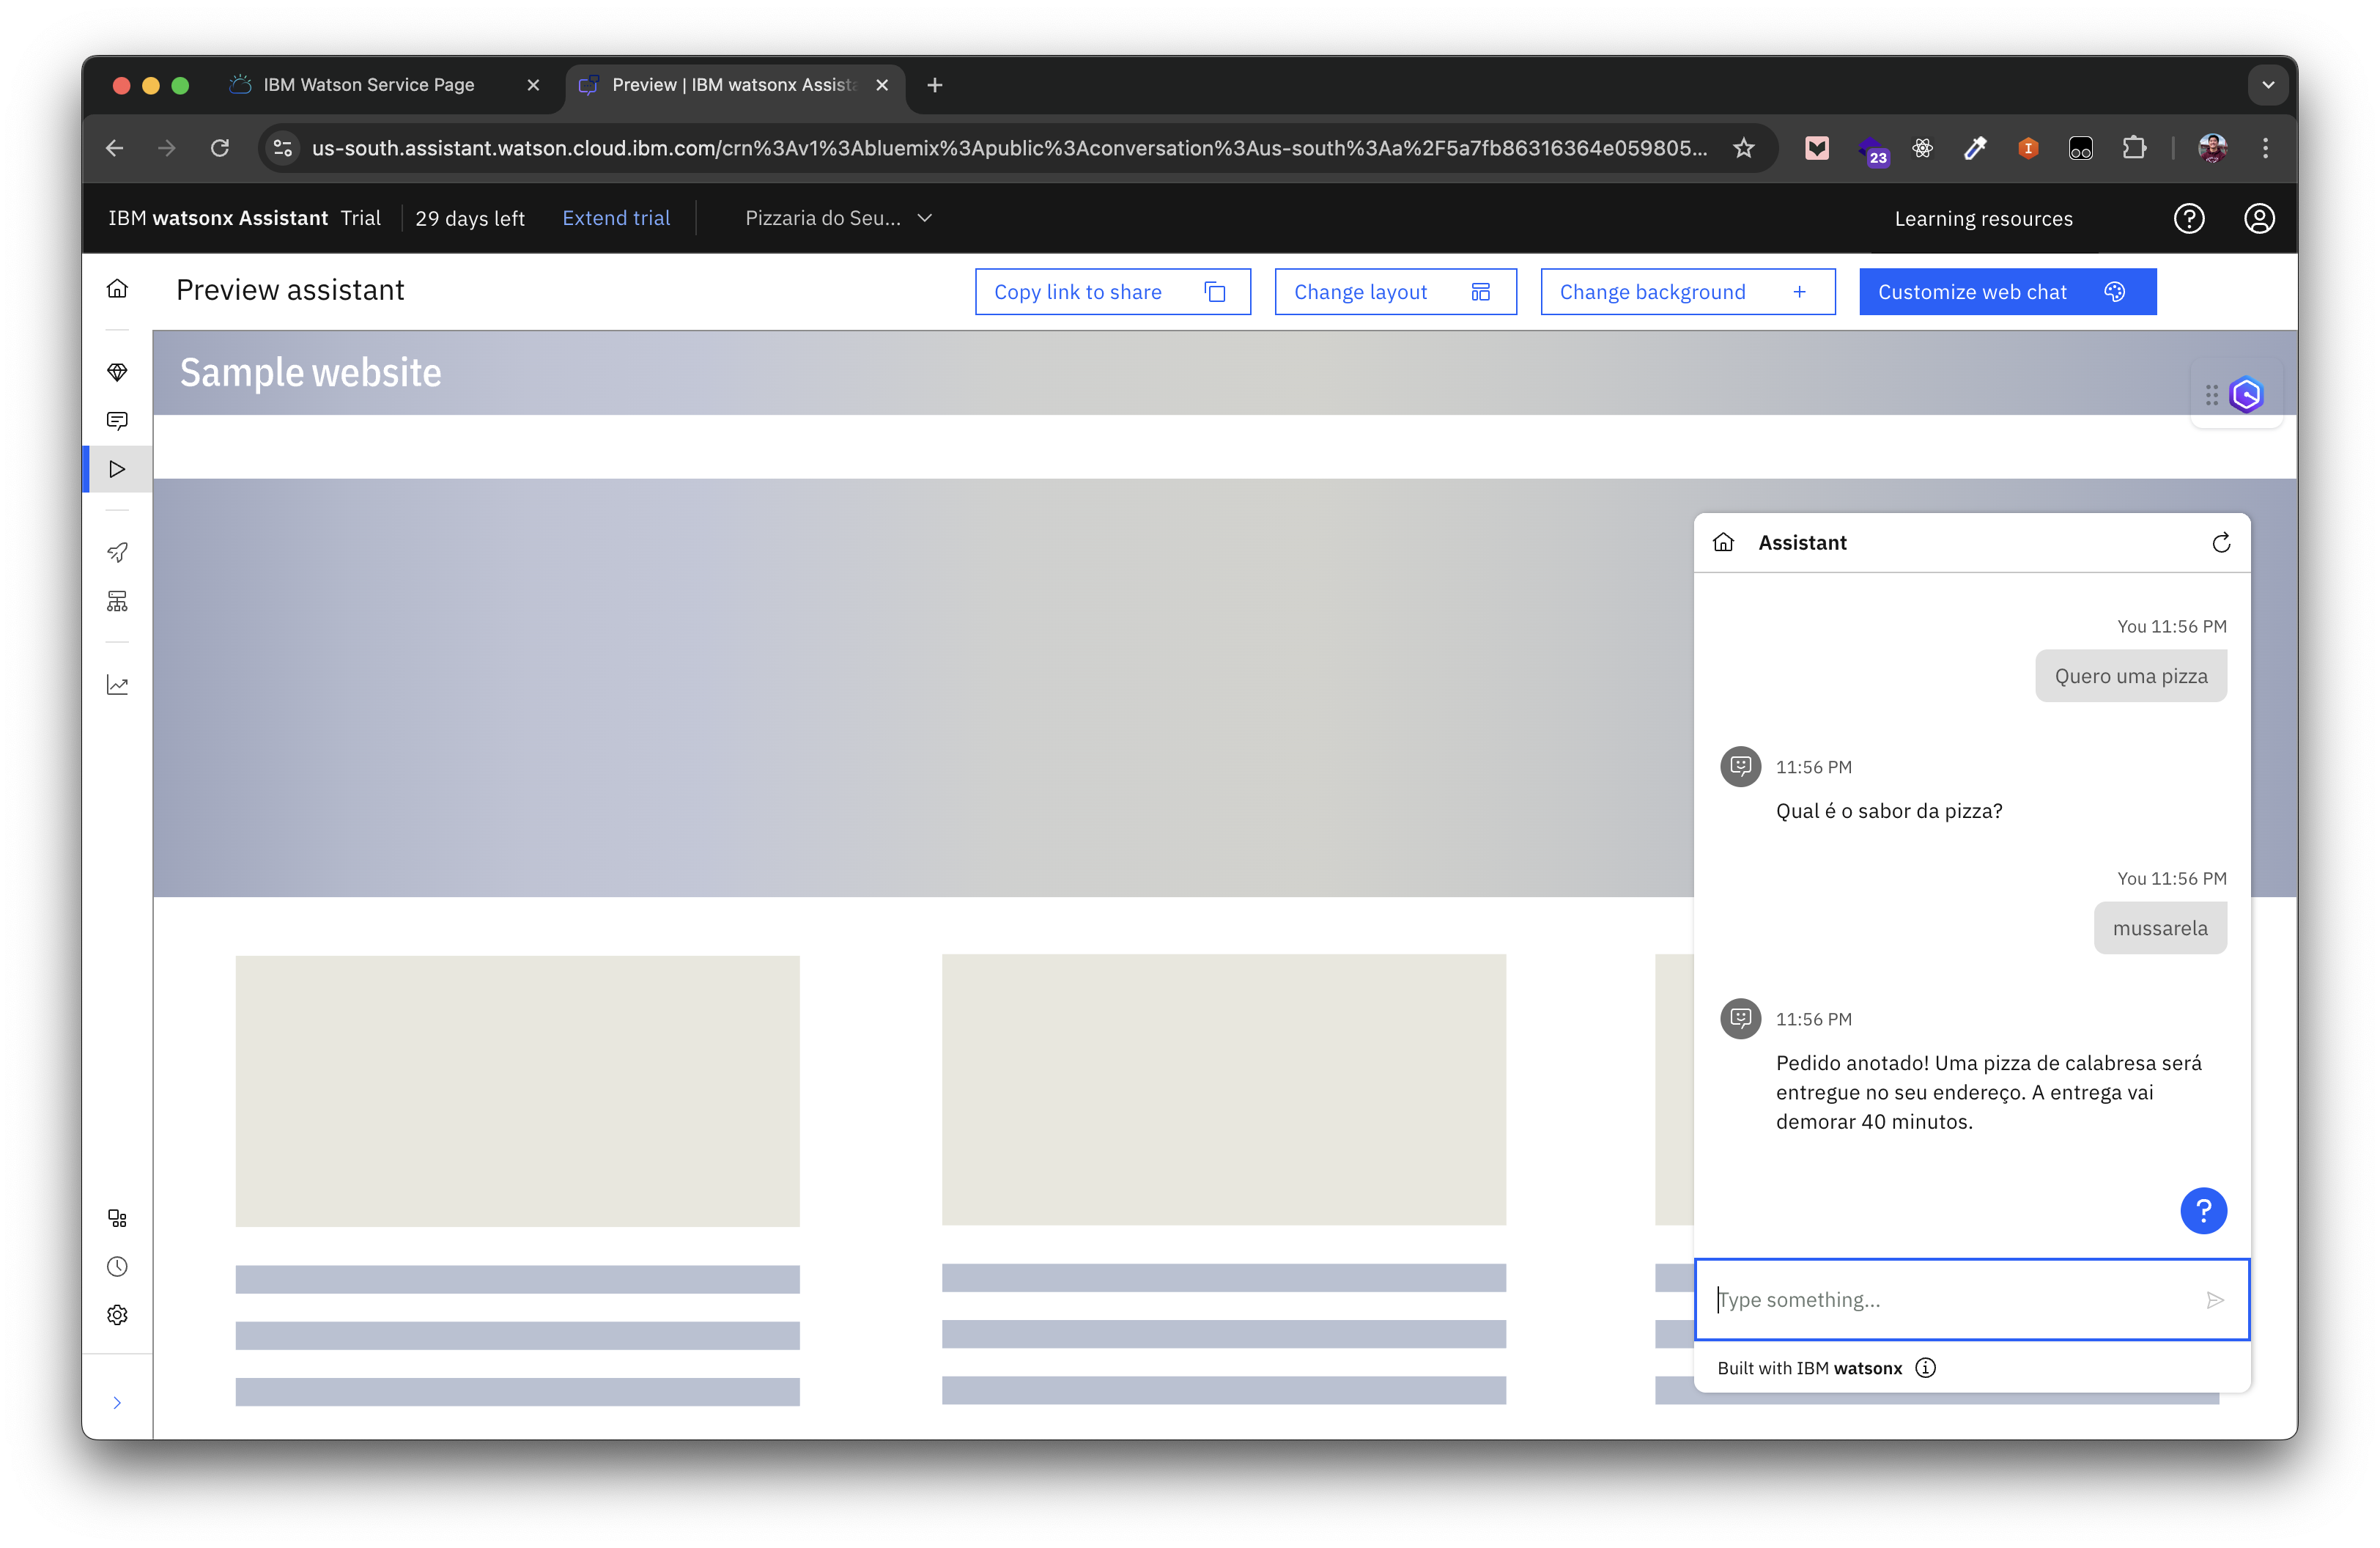 IBM Watson Service Page
Preview | IBM watsonx Assista
us-south.assistant.watson.cloud.ibm.com/crn%3Av1%3Abluemix%3Apublic%3Aconversation%3Aus-south%3Aa%2F5a7fb86316364e059805...
23
I
IBM watsonx Assistant Trial
29 days left
Extend trial
Pizzaria do Seu...
Learning resources
Preview assistant
Copy link to share
Change layout
Change background +
Customize web chat
Sample website
Assistant
You 11:56 PM
Quero uma pizza
11:56 PM
Qual é o sabor da pizza?
You 11:56 PM
mussarela
11:56 PM
Pedido anotado! Uma pizza de calabresa será
entregue no seu endereço. A entrega vai
demorar 40 minutos.
?
Type something...
Built with IBM watsonx